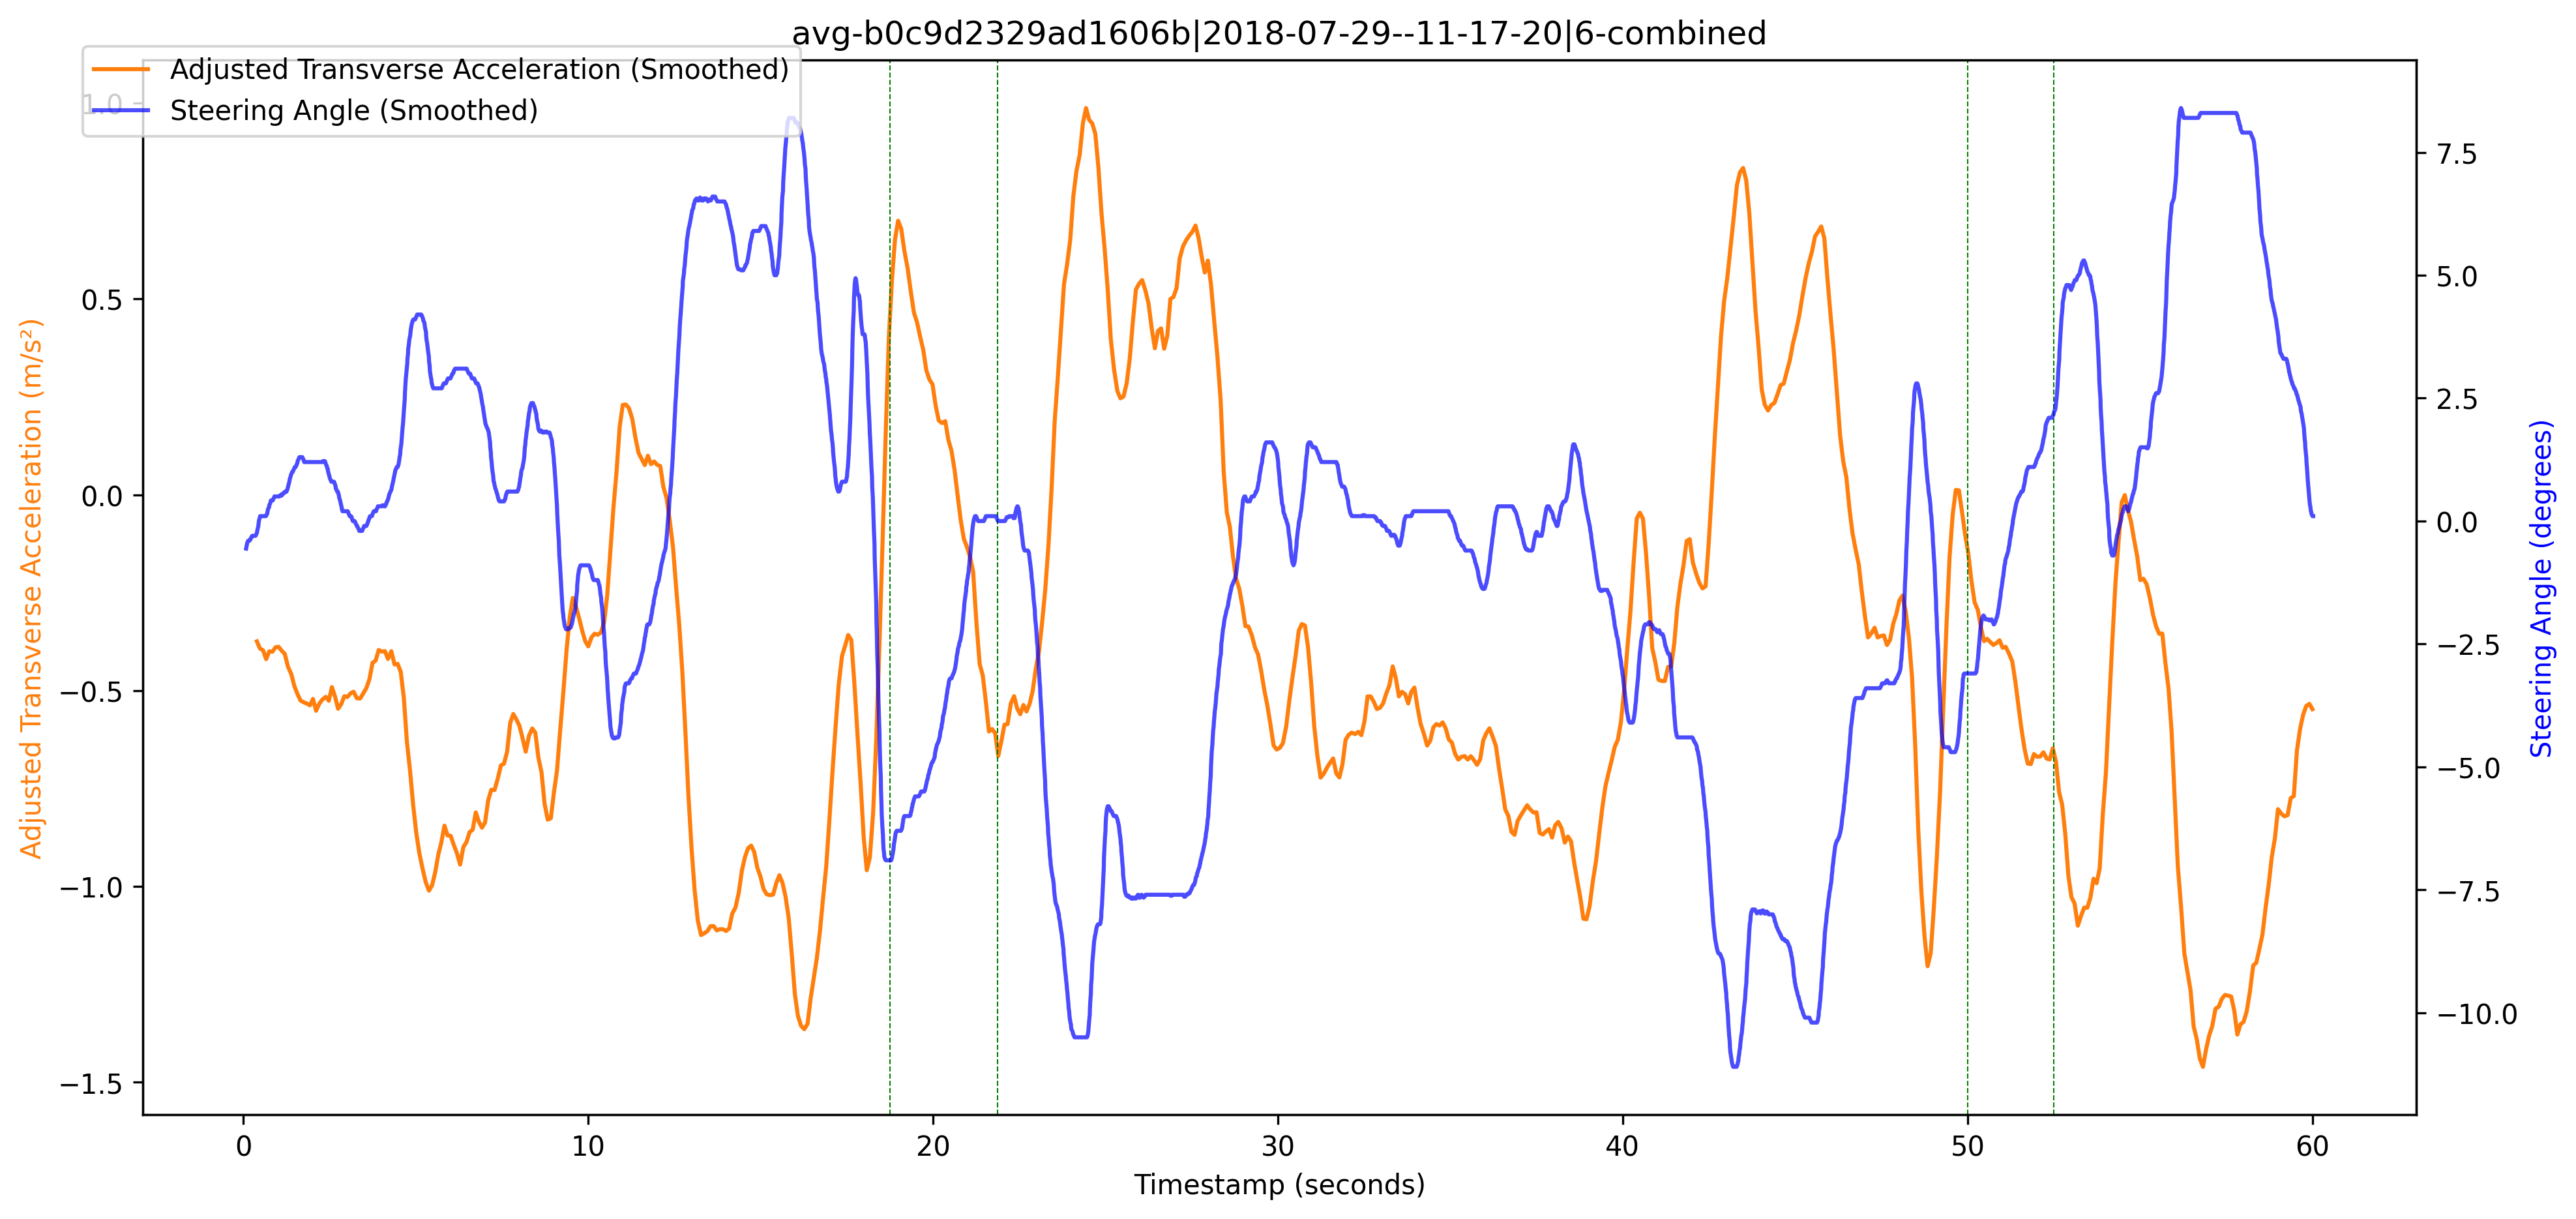 avg-b0c9d2329ad1606b|2018-07-29--11-17-20|6-combined
Adjusted Transverse Acceleration (Smoothed)
Steering Angle (Smoothed)
1.0
0.5
0.0
−0.5
−1.0
−1.5
Adjusted Transverse Acceleration (m/s²)
7.5
5.0
2.5
0.0
−2.5
−5.0
−7.5
−10.0
Steering Angle (degrees)
0 10 20 30 40 50 60
Timestamp (seconds)